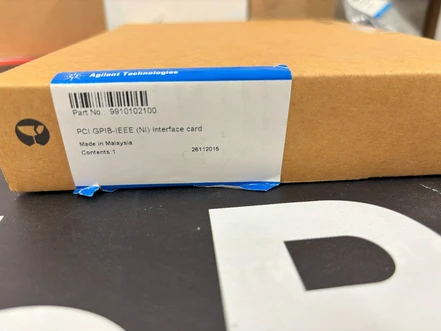 Agilent Technologies
Part No. 9910102100
PCI GPIB-IEEE (NI) Interface card
Made in Malaysia
Contents 1 26112015